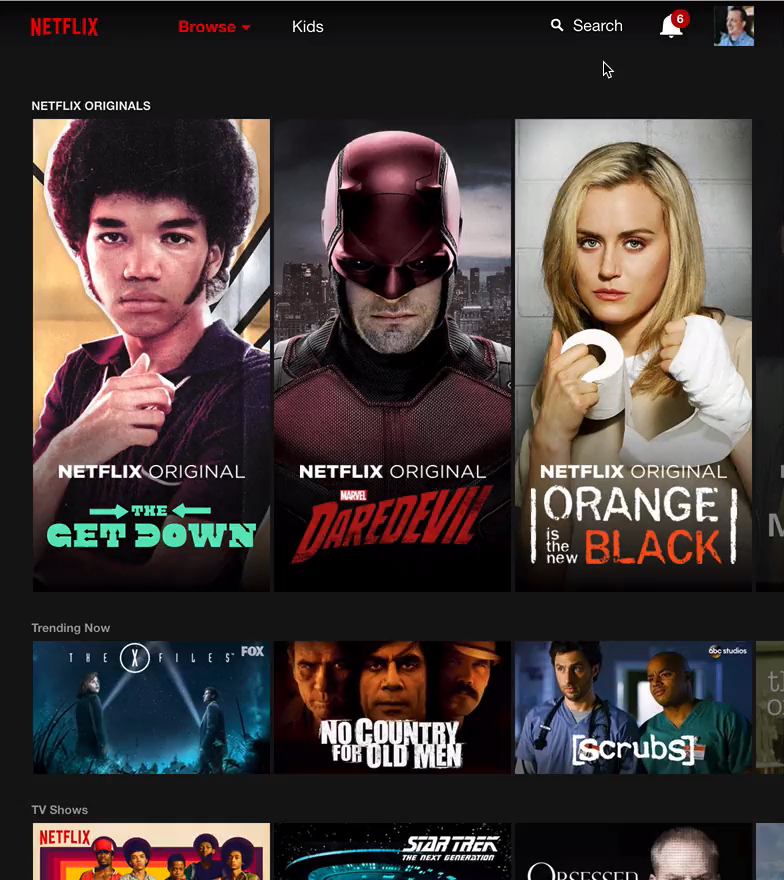 NETFLIX
Browse
Kids
Search
6
NETFLIX ORIGINALS
NETFLIX ORIGINAL
THE
GET DOWN
NETFLIX ORIGINAL
MARVEL
DAREDEVIL
NETFLIX ORIGINAL
ORANGE
is
the
new
BLACK
Trending Now
THE X FILES
FOX
NO COUNTRY
FOR OLD MEN
abc studios
[scrubs]
TV Shows
NETFLIX
STAR TREK
THE NEXT GENERATION
OBSESSED